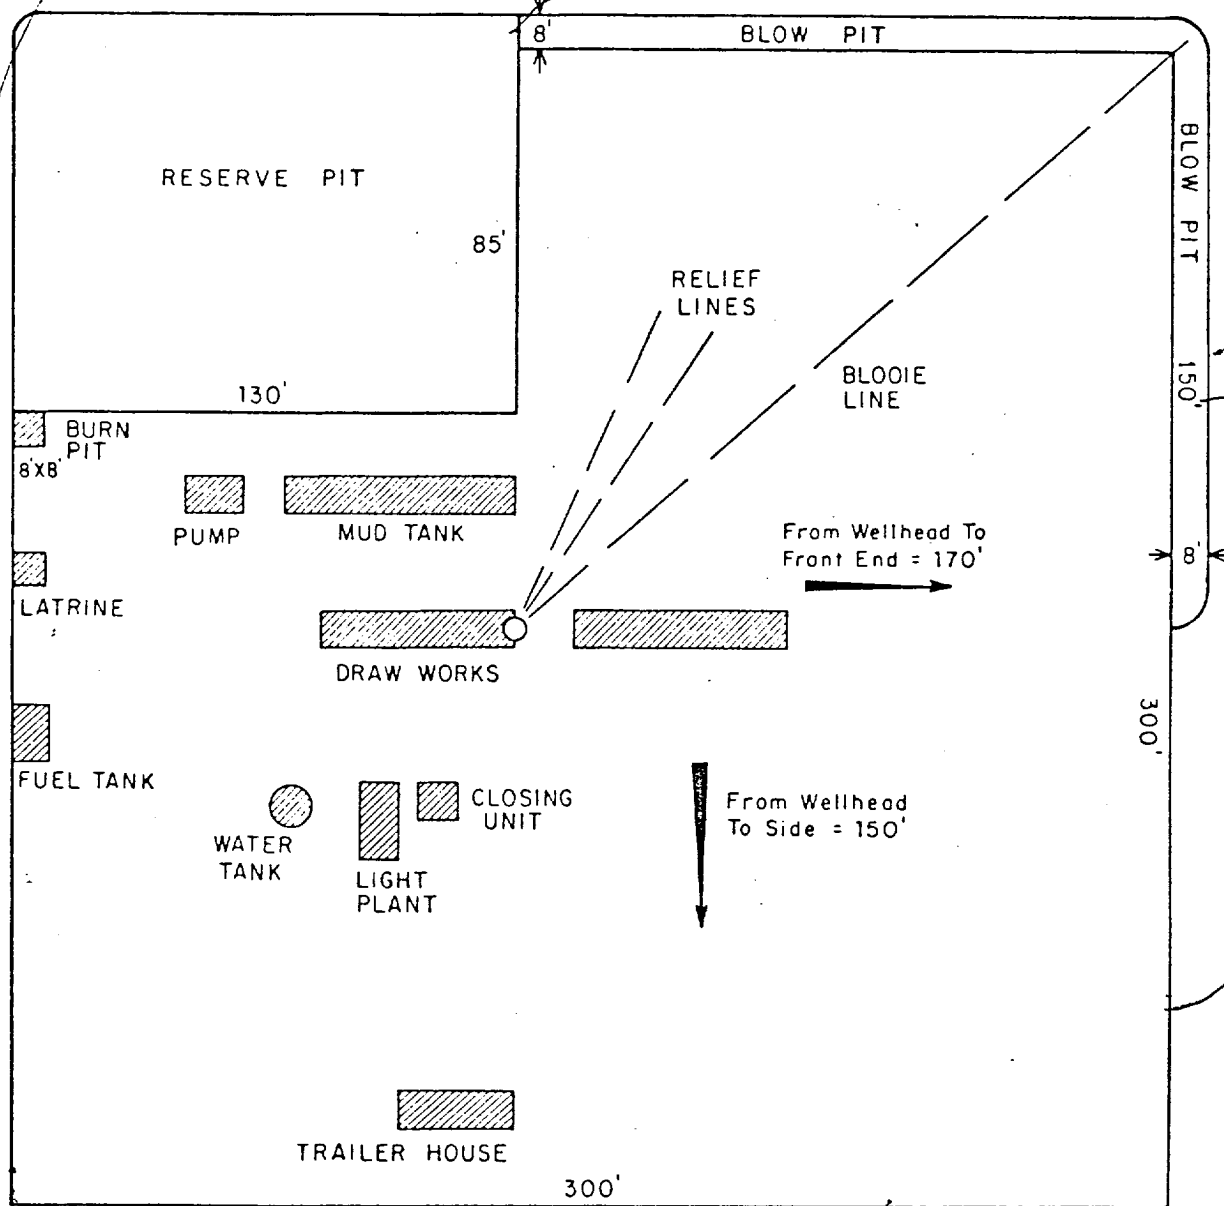 8'
BLOW PIT
BLOW PIT
RESERVE PIT
85'
RELIEF
LINES
130'
BLOOIE
LINE
150'
BURN
PIT
8'X8'
PUMP
MUD TANK
From Wellhead To
Front End = 170'
8'
LATRINE
DRAW WORKS
300'
FUEL TANK
WATER
TANK
CLOSING
UNIT
LIGHT
PLANT
From Wellhead
To Side = 150'
TRAILER HOUSE
300'